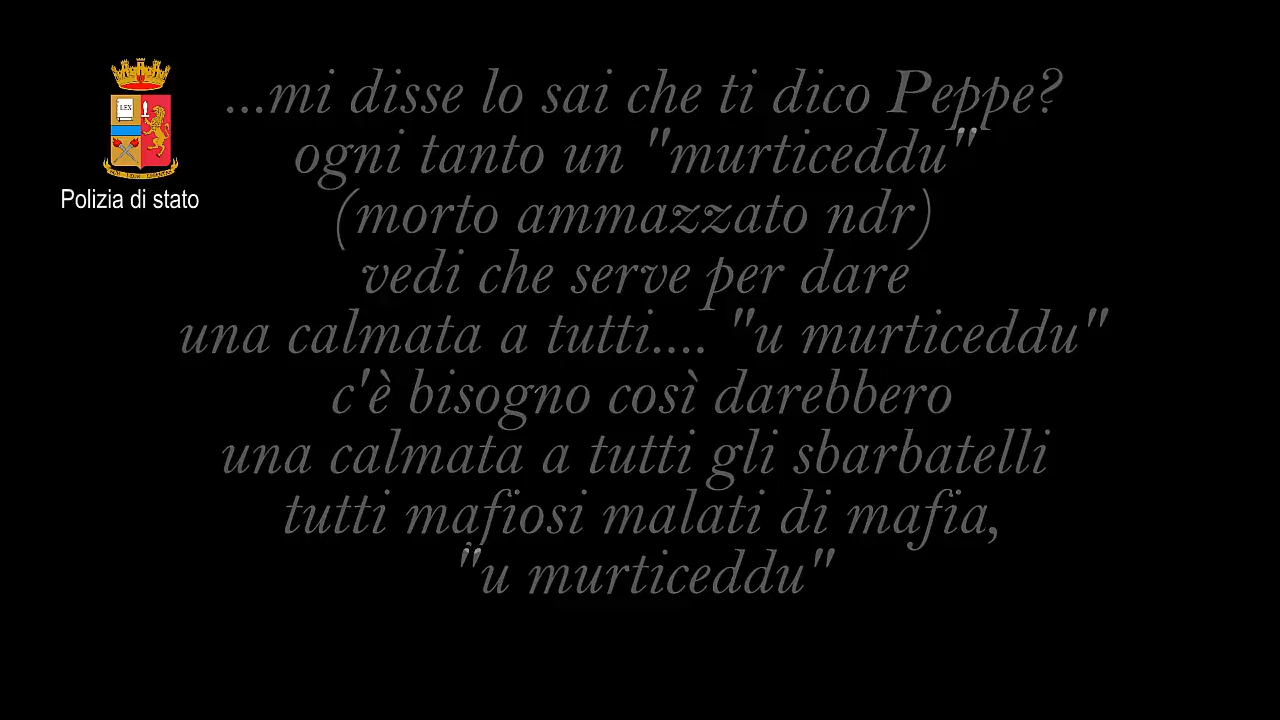 ...mi disse lo sai che ti dico Peppe?
ogni tanto un "murticeddu"
(morto ammazzato ndr)
vedi che serve per dare
una calmata a tutti.... "u murticeddu"
c'è bisogno così darebbero
una calmata a tutti gli sbarbatelli
tutti mafiosi malati di mafia,
"u murticeddu"
LEX
Polizia di stato